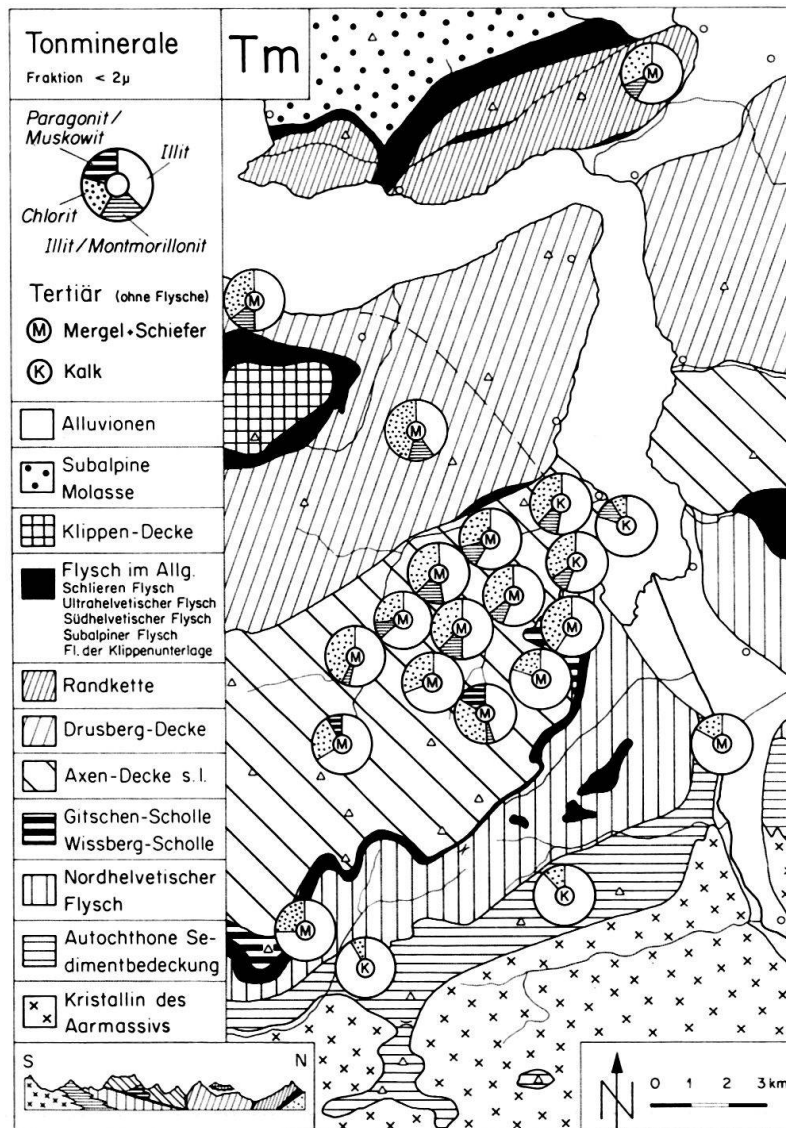 Tonminerale
Fraktion < 2µ
Tm
Paragonit/
Muskowit
Illit
Chlorit
Illit/Montmorillonit
Tertiär (ohne Flysche)
M Mergel+Schiefer
K Kalk
Alluvionen
Subalpine
Molasse
Klippen-Decke
Flysch im Allg.
Schlieren Flysch
Ultrahelvetischer Flysch
Südhelvetischer Flysch
Subalpiner Flysch
Fl. der Klippenunterlage
Randkette
Drusberg-Decke
Axen-Decke s.l.
Gitschen-Scholle
Wissberg-Scholle
Nordhelvetischer
Flysch
Autochthone Se-
dimentbedeckung
Kristallin des
Aarmassivs
S N
M
M
M
K
K
M
M
K
M
M
M
M
M
M
M
M
M
M
M
K
M
K
N
0 1 2 3 km